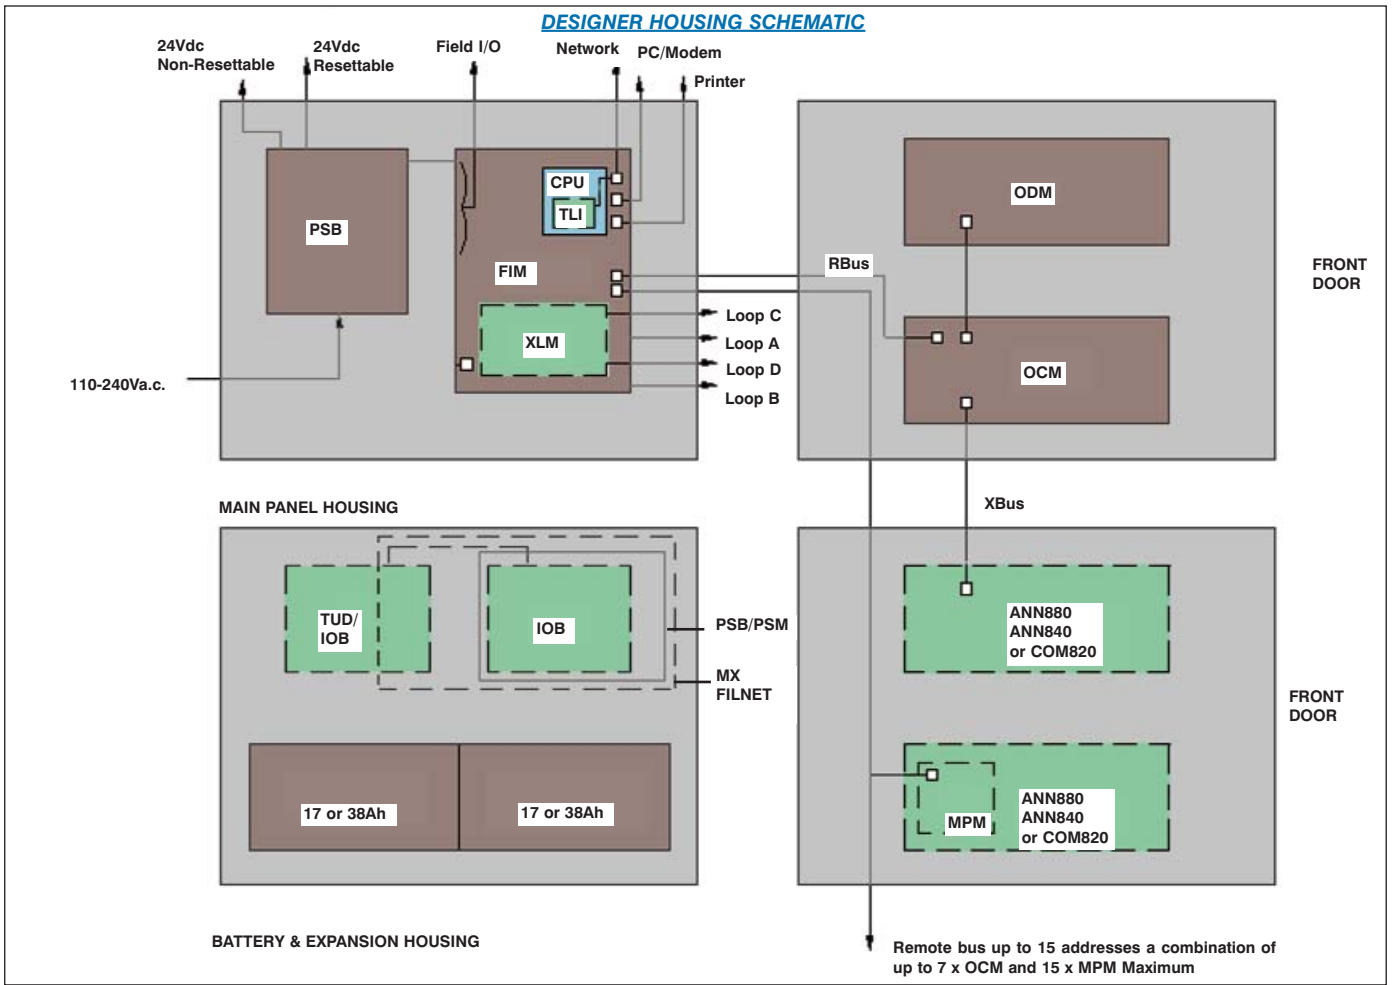 DESIGNER HOUSING SCHEMATIC
24Vdc
Non-Resettable
24Vdc
Resettable
Field I/O
Network
PC/Modem
Printer
PSB
CPU
TLI
FIM
XLM
RBus
Loop C
Loop A
Loop D
Loop B
110-240Va.c.
ODM
OCM
FRONT
DOOR
MAIN PANEL HOUSING
XBus
TUD/
IOB
IOB
PSB/PSM
MX
FILNET
17 or 38Ah
17 or 38Ah
ANN880
ANN840
or COM820
FRONT
DOOR
MPM
ANN880
ANN840
or COM820
BATTERY & EXPANSION HOUSING
Remote bus up to 15 addresses a combination of
up to 7 x OCM and 15 x MPM Maximum